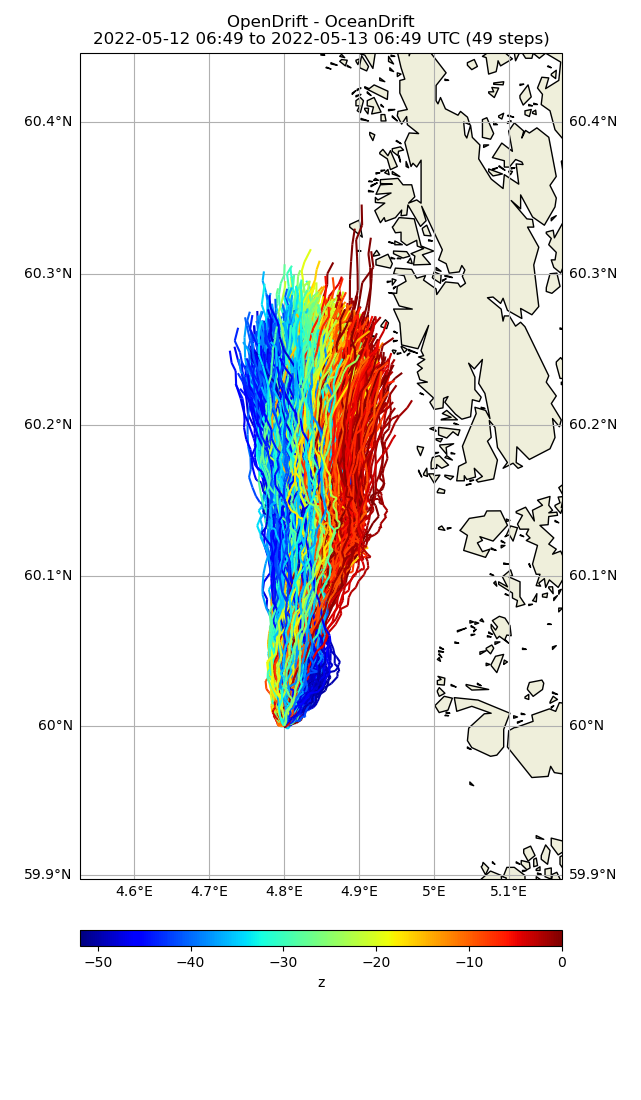 OpenDrift - OceanDrift
2022-05-12 06:49 to 2022-05-13 06:49 UTC (49 steps)
60.4°N 60.4°N
60.3°N 60.3°N
60.2°N 60.2°N
60.1°N 60.1°N
60°N 60°N
59.9°N 59.9°N
4.6°E 4.7°E 4.8°E 4.9°E 5°E 5.1°E
−50 −40 −30 −20 −10 0
z